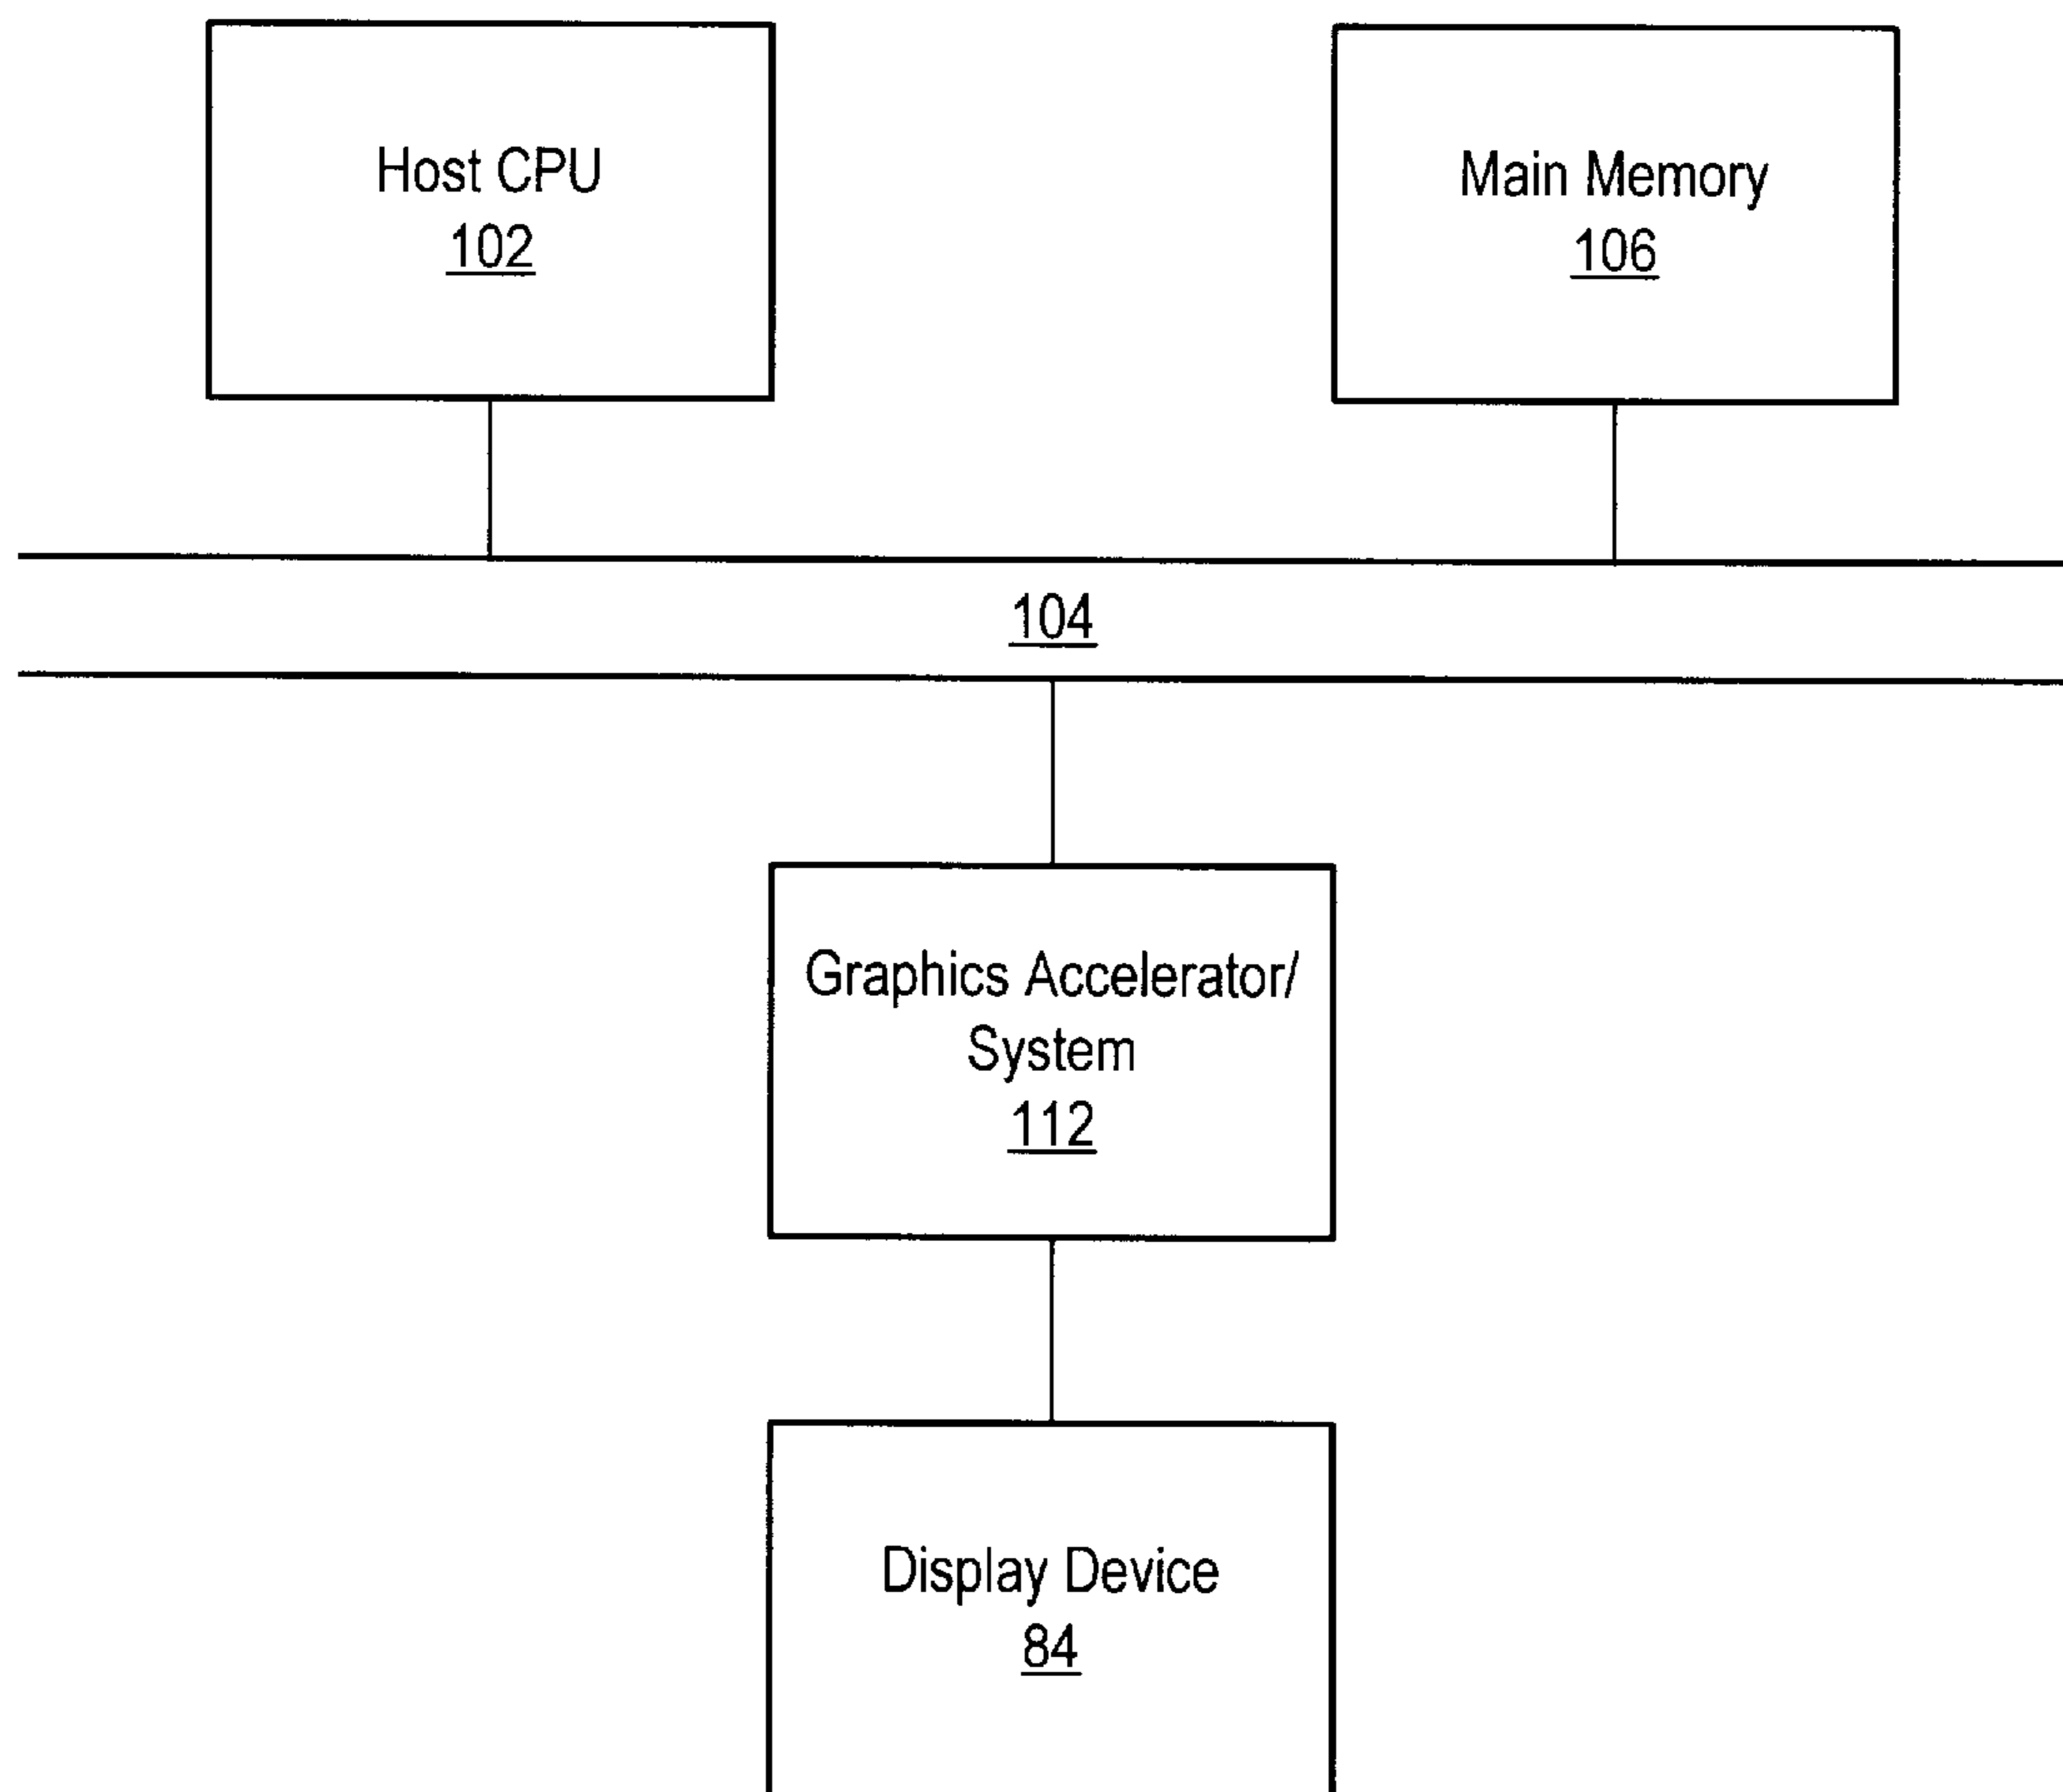 Host CPU
102
Main Memory
106
104
Graphics Accelerator/
System
112
Display Device
84